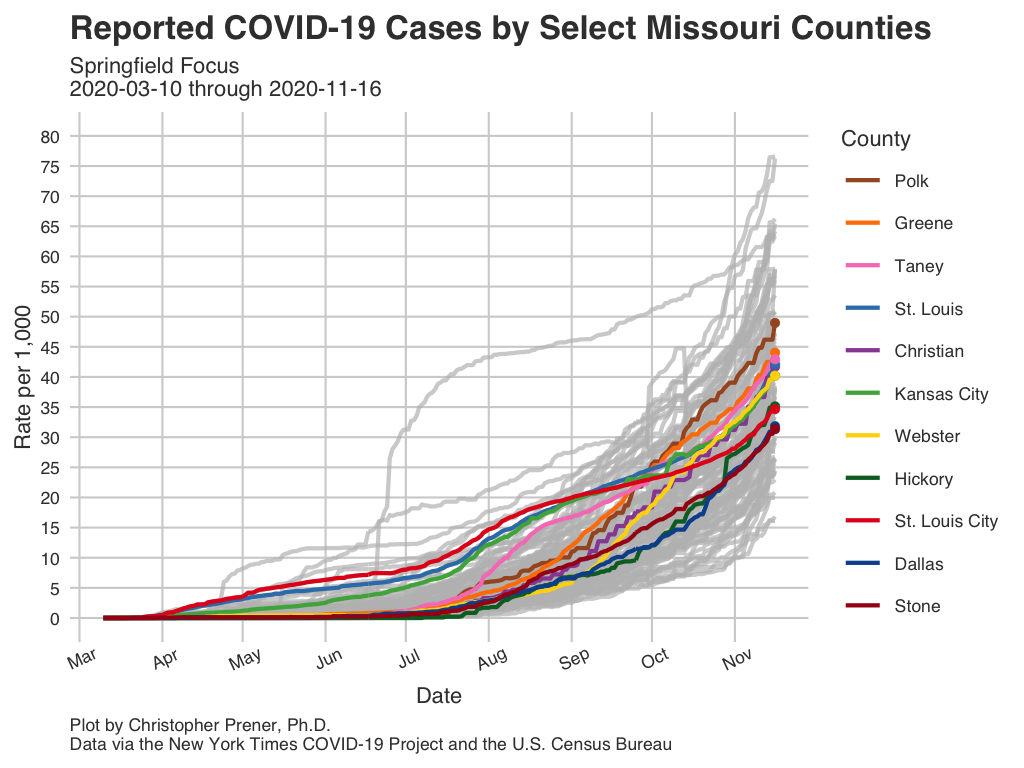 Reported COVID-19 Cases by Select Missouri Counties
Springfield Focus
2020-03-10 through 2020-11-16
County
Polk
Greene
Taney
St. Louis
Christian
Kansas City
Webster
Hickory
St. Louis City
Dallas
Stone
Rate per 1,000
80
75
70
65
60
55
50
45
40
35
30
25
20
15
10
5
0
Mar
Apr
May
Jun
Jul
Aug
Sep
Oct
Nov
Date
Plot by Christopher Prener, Ph.D.
Data via the New York Times COVID-19 Project and the U.S. Census Bureau